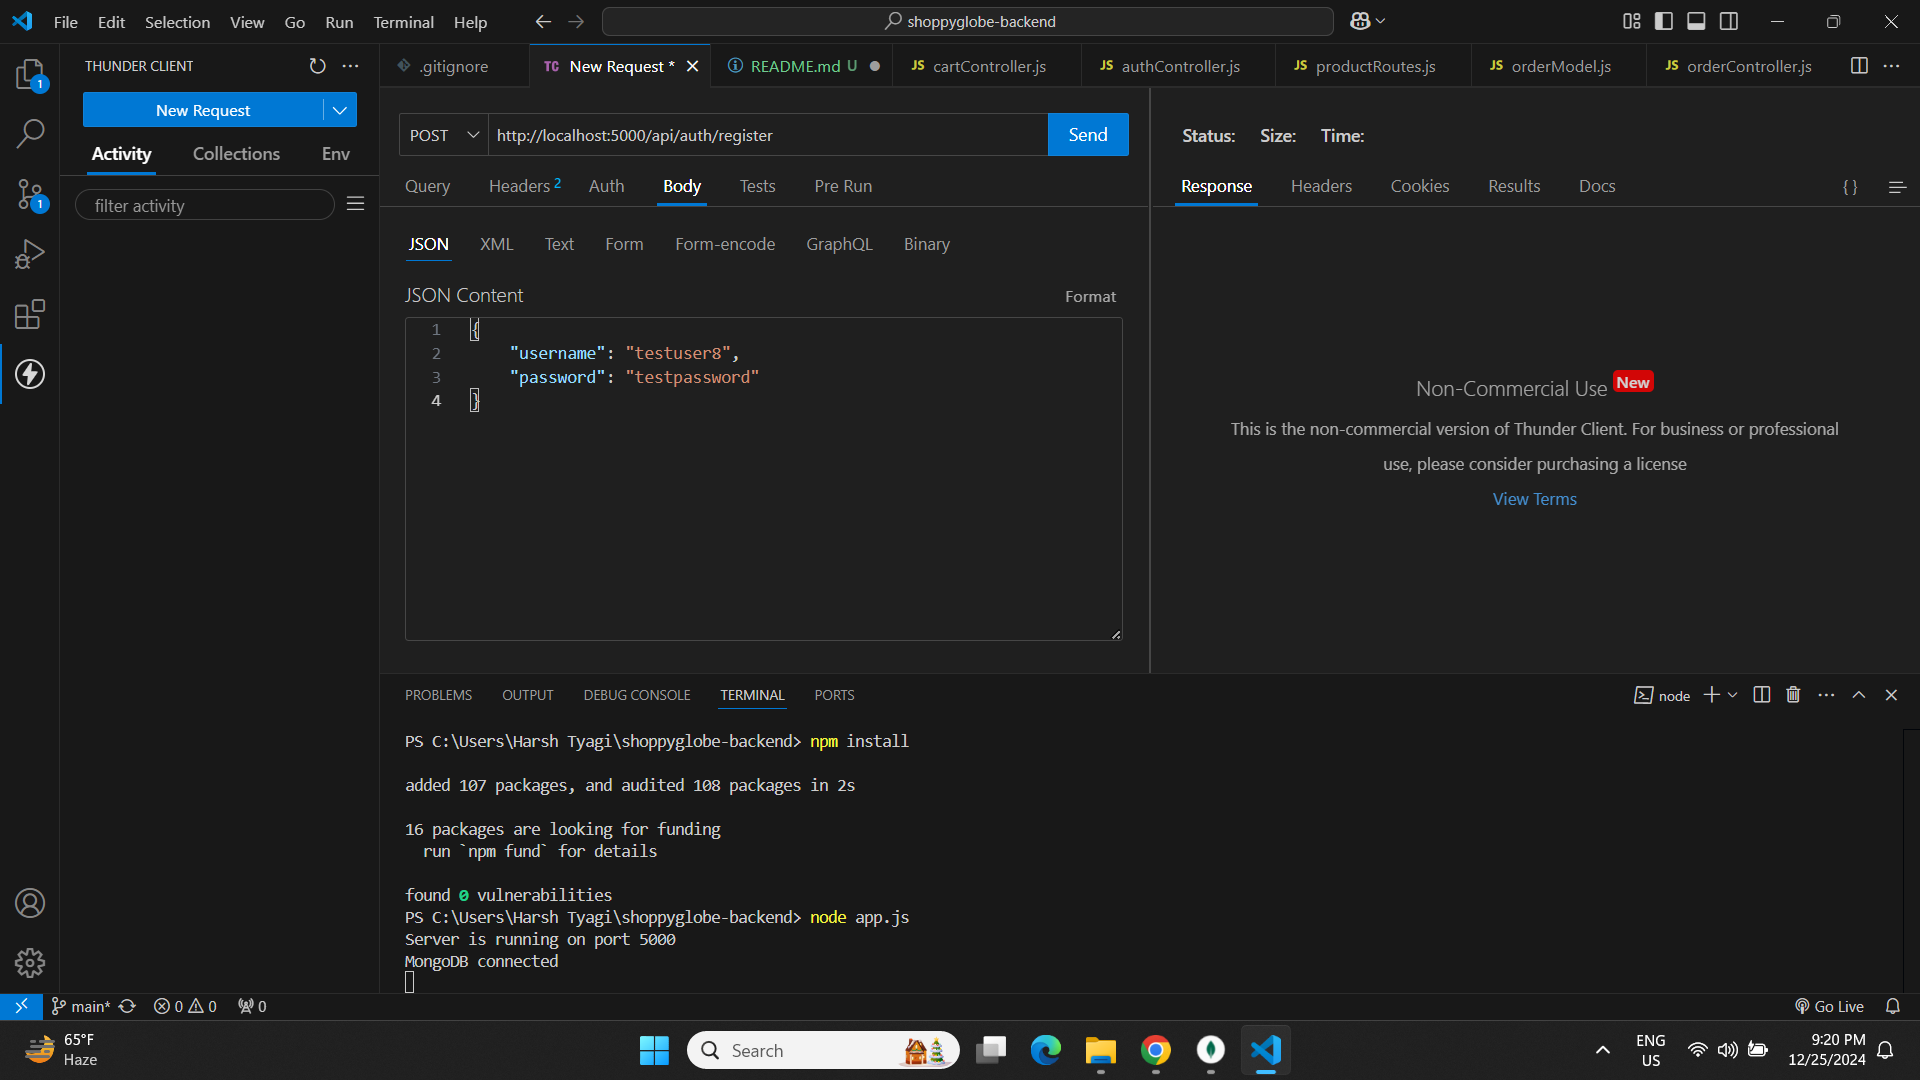 File Edit Selection View Go Run Terminal Help
shoppyglobe-backend
THUNDER CLIENT
New Request
Activity Collections Env
filter activity
.gitignore
TC New Request *
README.md U
JS cartController.js
JS authController.js
JS productRoutes.js
JS orderModel.js
JS orderController.js
POST http://localhost:5000/api/auth/register Send
Query Headers 2 Auth Body Tests Pre Run
JSON XML Text Form Form-encode GraphQL Binary
JSON Content Format
1 {
2 "username": "testuser8",
3 "password": "testpassword"
4 }
Status: Size: Time:
Response Headers Cookies Results Docs { }
Non-Commercial Use New
This is the non-commercial version of Thunder Client. For business or professional
use, please consider purchasing a license
View Terms
PROBLEMS OUTPUT DEBUG CONSOLE TERMINAL PORTS
node
PS C:\Users\Harsh Tyagi\shoppyglobe-backend> npm install
added 107 packages, and audited 108 packages in 2s
16 packages are looking for funding
run `npm fund` for details
found 0 vulnerabilities
PS C:\Users\Harsh Tyagi\shoppyglobe-backend> node app.js
Server is running on port 5000
MongoDB connected
1
1
main* 0 0 0
Go Live
65°F
Haze
Search
ENG
US
9:20 PM
12/25/2024